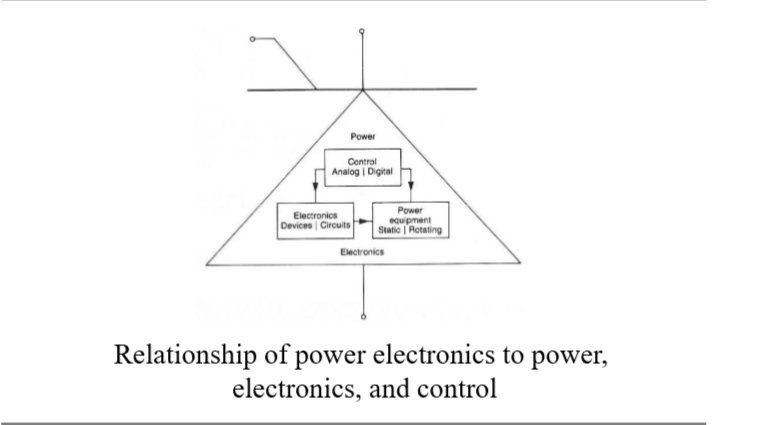 Power
Control
Analog | Digital
Electronics
Devices | Circuits
Power
equipment
Static | Rotating
Electronics
Relationship of power electronics to power,
electronics, and control